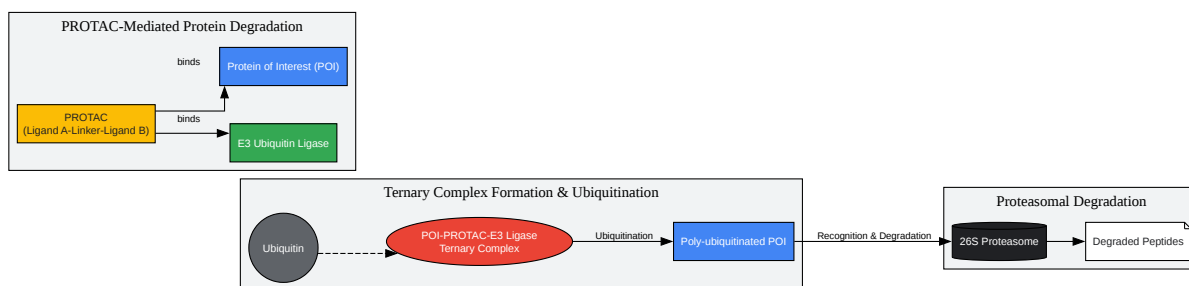 PROTAC-Mediated Protein Degradation
binds
Protein of Interest (POI)
PROTAC
(Ligand A-Linker-Ligand B)
binds
E3 Ubiquitin Ligase
Ternary Complex Formation & Ubiquitination
Ubiquitin
POI-PROTAC-E3 Ligase
Ternary Complex
Ubiquitination
Poly-ubiquitinated POI
Recognition & Degradation
Proteasomal Degradation
26S Proteasome
Degraded Peptides